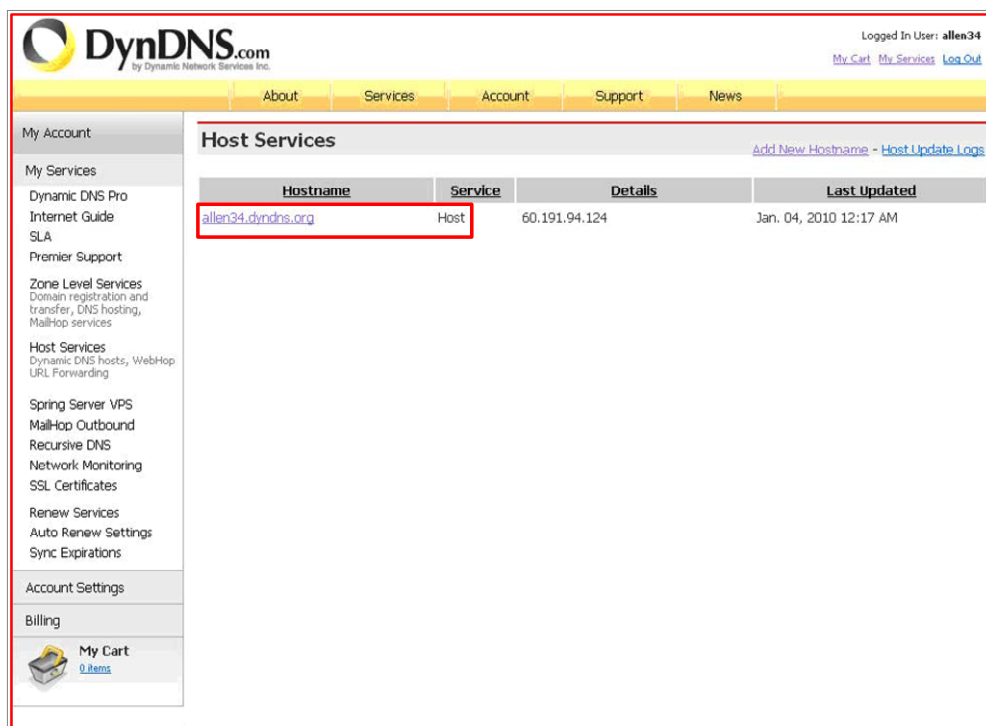 DynDNS.com
by Dynamic Network Services Inc.
Logged In User: allen34
My Cart My Services Log Out
About Services Account Support News
My Account
My Services
Dynamic DNS Pro
Internet Guide
SLA
Premier Support
Zone Level Services
Domain registration and
transfer, DNS hosting,
MailHop services
Host Services
Dynamic DNS hosts, WebHop
URL Forwarding
Spring Server VPS
MailHop Outbound
Recursive DNS
Network Monitoring
SSL Certificates
Renew Services
Auto Renew Settings
Sync Expirations
Account Settings
Billing
My Cart
0 items
Host Services
Add New Hostname - Host Update Logs
Hostname Service Details Last Updated
allen34.dyndns.org Host 60.191.94.124 Jan. 04, 2010 12:17 AM